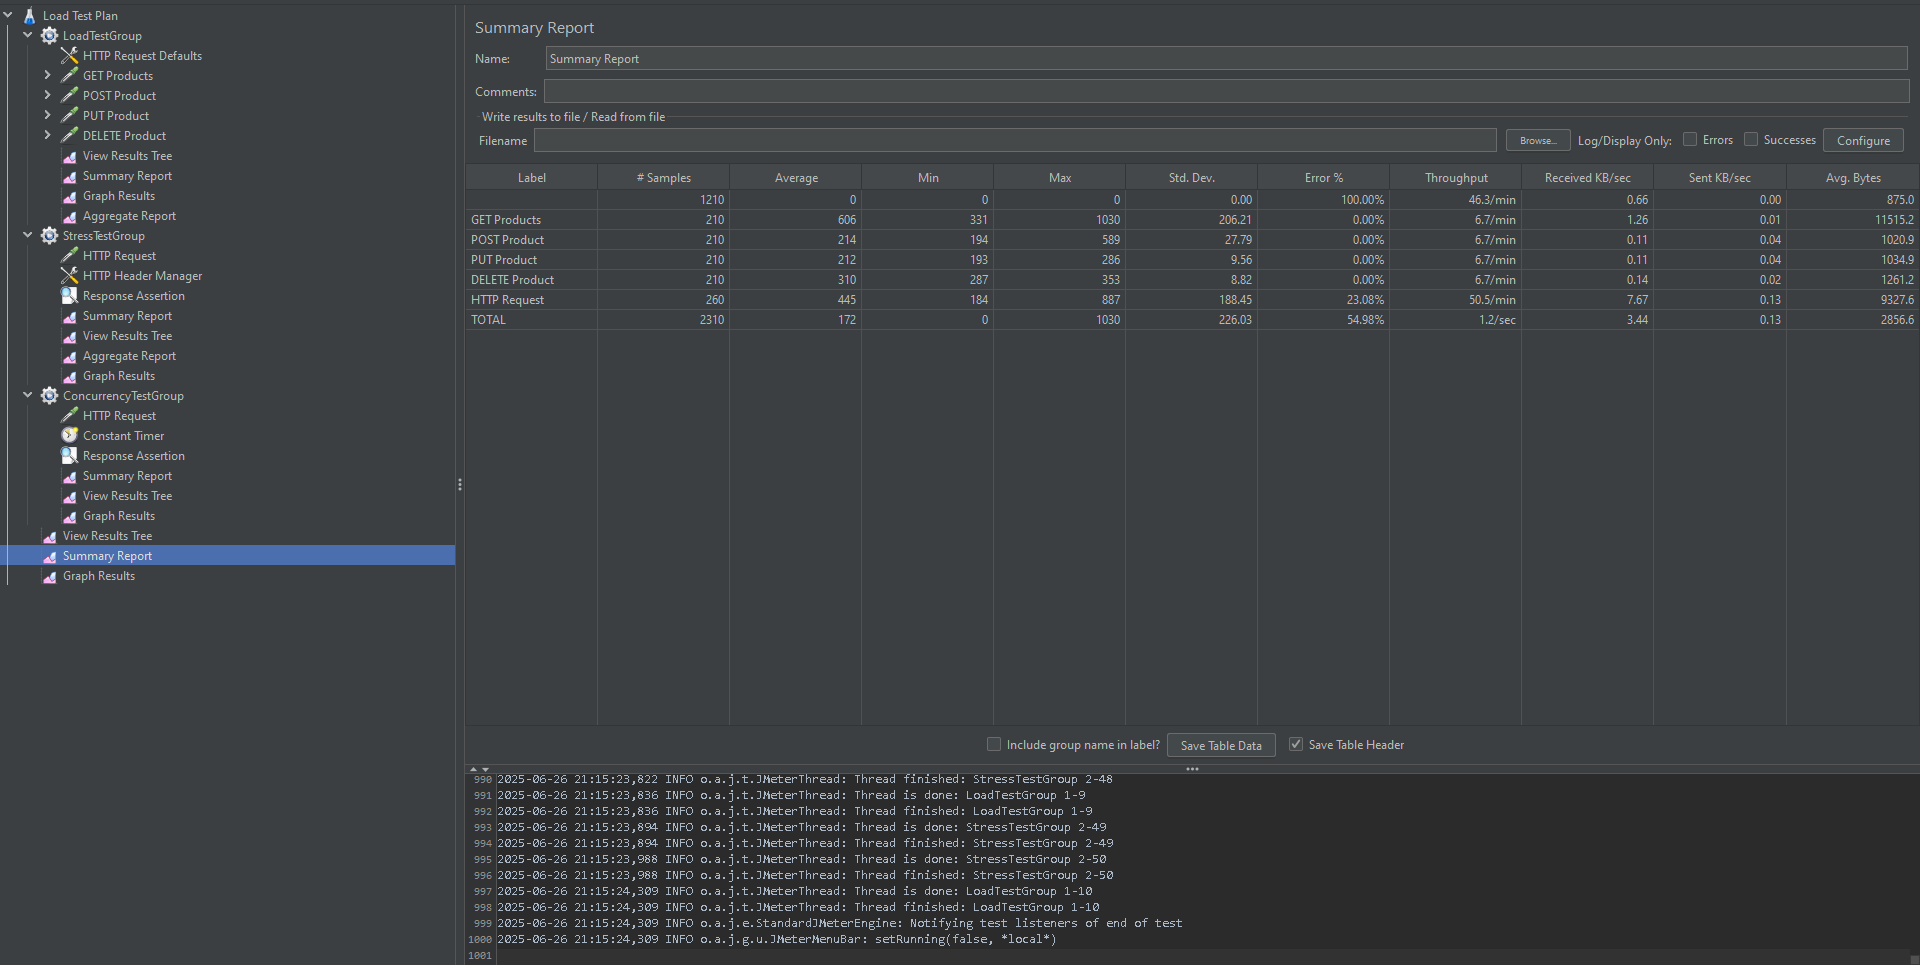 Load Test Plan
LoadTestGroup
HTTP Request Defaults
GET Products
POST Product
PUT Product
DELETE Product
View Results Tree
Summary Report
Graph Results
Aggregate Report
StressTestGroup
HTTP Request
HTTP Header Manager
Response Assertion
Summary Report
View Results Tree
Aggregate Report
Graph Results
ConcurrencyTestGroup
HTTP Request
Constant Timer
Response Assertion
Summary Report
View Results Tree
Graph Results
View Results Tree
Summary Report
Graph Results
Summary Report
Name: Summary Report
Comments:
Write results to file / Read from file
Filename Browse... Log/Display Only: Errors Successes Configure
Label # Samples Average Min Max Std. Dev. Error % Throughput Received KB/sec Sent KB/sec Avg. Bytes
1210 0 0 0 0.00 100.00% 46.3/min 0.66 0.00 875.0
GET Products 210 606 331 1030 206.21 0.00% 6.7/min 1.26 0.01 11515.2
POST Product 210 214 194 589 27.79 0.00% 6.7/min 0.11 0.04 1020.9
PUT Product 210 212 193 286 9.56 0.00% 6.7/min 0.11 0.04 1034.9
DELETE Product 210 310 287 353 8.82 0.00% 6.7/min 0.14 0.02 1261.2
HTTP Request 260 445 184 887 188.45 23.08% 50.5/min 7.67 0.13 9327.6
TOTAL 2310 172 0 1030 226.03 54.98% 1.2/sec 3.44 0.13 2856.6
Include group name in label? Save Table Data Save Table Header
990 2025-06-26 21:15:23,822 INFO o.a.j.t.JMeterThread: Thread finished: StressTestGroup 2-48
991 2025-06-26 21:15:23,836 INFO o.a.j.t.JMeterThread: Thread is done: LoadTestGroup 1-9
992 2025-06-26 21:15:23,836 INFO o.a.j.t.JMeterThread: Thread finished: LoadTestGroup 1-9
993 2025-06-26 21:15:23,894 INFO o.a.j.t.JMeterThread: Thread is done: StressTestGroup 2-49
994 2025-06-26 21:15:23,894 INFO o.a.j.t.JMeterThread: Thread finished: StressTestGroup 2-49
995 2025-06-26 21:15:23,988 INFO o.a.j.t.JMeterThread: Thread is done: StressTestGroup 2-50
996 2025-06-26 21:15:23,988 INFO o.a.j.t.JMeterThread: Thread finished: StressTestGroup 2-50
997 2025-06-26 21:15:24,309 INFO o.a.j.t.JMeterThread: Thread is done: LoadTestGroup 1-10
998 2025-06-26 21:15:24,309 INFO o.a.j.t.JMeterThread: Thread finished: LoadTestGroup 1-10
999 2025-06-26 21:15:24,309 INFO o.a.j.e.StandardJMeterEngine: Notifying test listeners of end of test
1000 2025-06-26 21:15:24,309 INFO o.a.j.g.u.JMeterMenuBar: setRunning(false, *local*)
1001